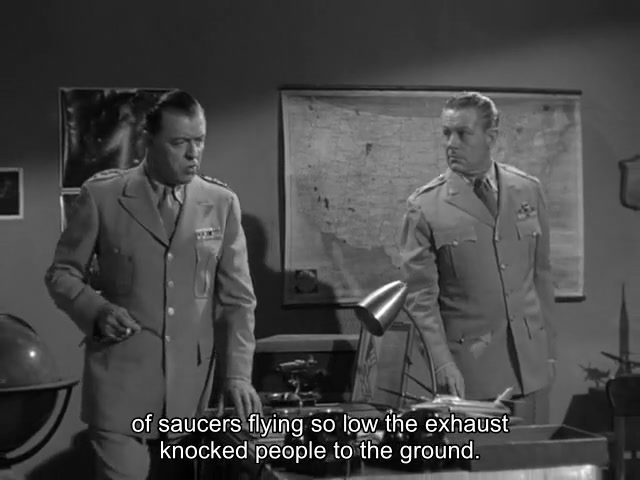 of saucers flying so low the exhaust
knocked people to the ground.